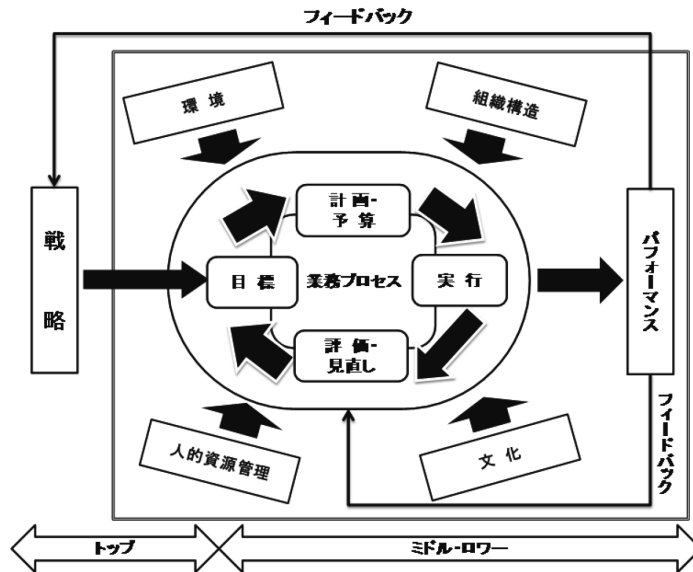 フィードバック
環 境
組織構造
戦
略
計 画・
予 算
目 標
業務プロセス
実 行
評 価・
見直し
パフォーマンス
人的資源管理
文 化
フィードバック
トップ
ミドル・ロワー